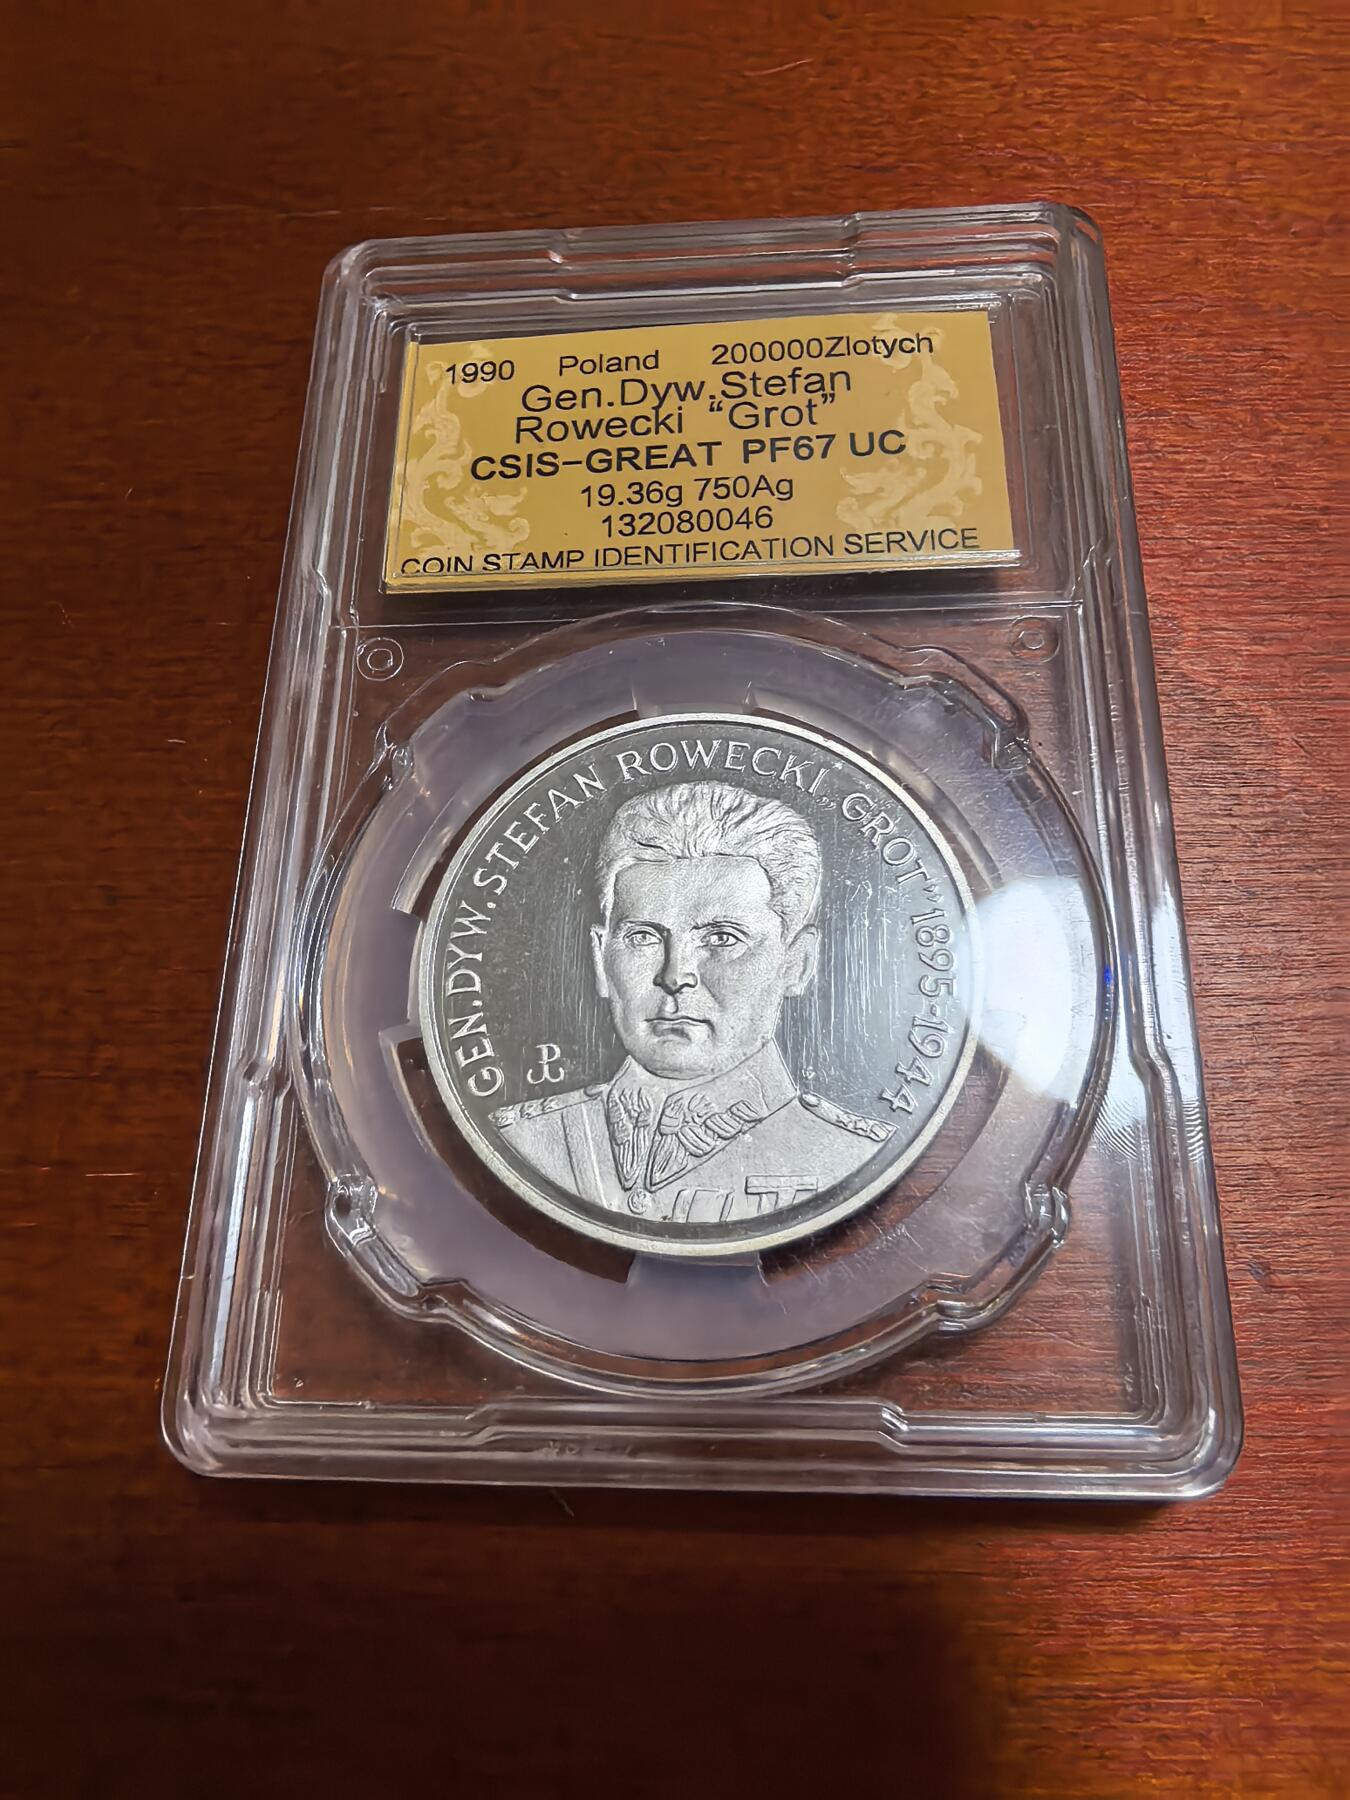 1990 Poland 200000Zlotych
Gen.Dyw.Stefan
Rowecki “Grot”
CSIS-GREAT PF67 UC
19.36g 750Ag
132080046
COIN STAMP IDENTIFICATION SERVICE
GEN.DYW.STEFAN ROWECKI „GROT” 1895-1944